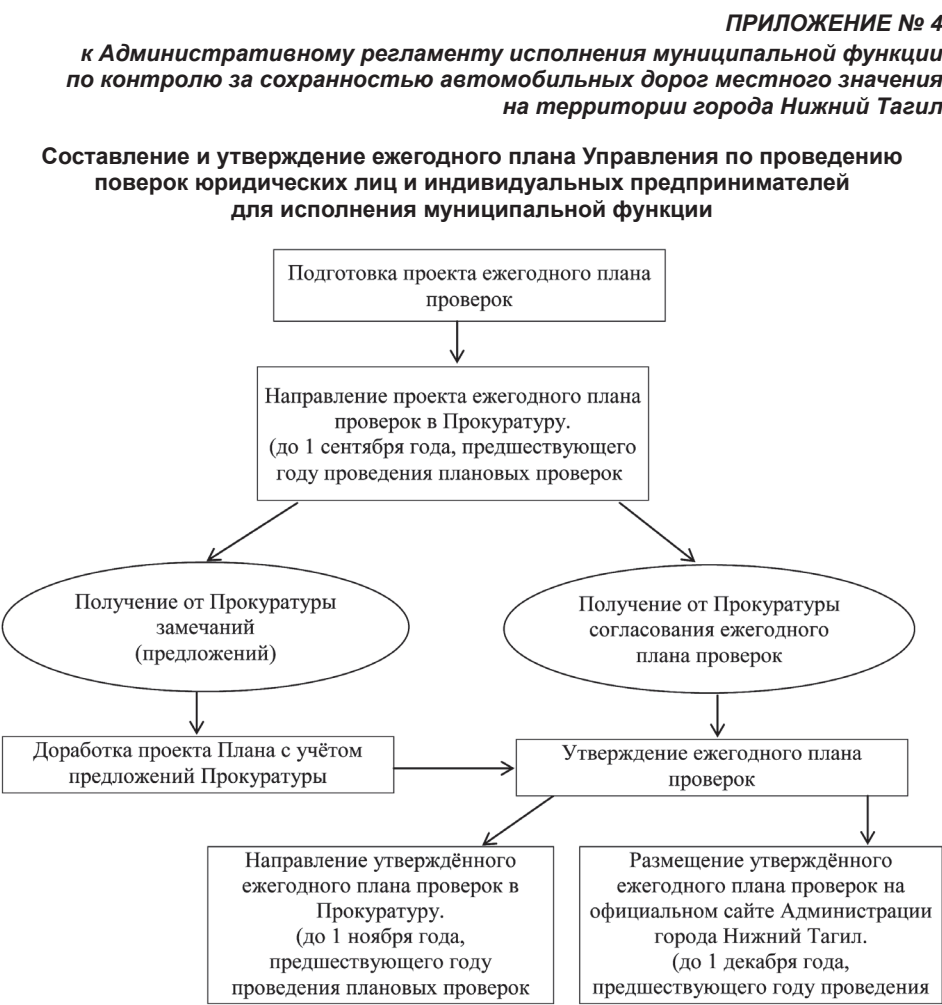 ПРИЛОЖЕНИЕ № 4
к Административному регламенту исполнения муниципальной функции
по контролю за сохранностью автомобильных дорог местного значения
на территории города Нижний Тагил
Составление и утверждение ежегодного плана Управления по проведению
поверок юридических лиц и индивидуальных предпринимателей
для исполнения муниципальной функции
Подготовка проекта ежегодного плана
проверок
Направление проекта ежегодного плана
проверок в Прокуратуру.
(до 1 сентября года, предшествующего
году проведения плановых проверок
Получение от Прокуратуры
замечаний
(предложений)
Получение от Прокуратуры
согласования ежегодного
плана проверок
Доработка проекта Плана с учётом
предложений Прокуратуры
Утверждение ежегодного плана
проверок
Направление утверждённого
ежегодного плана проверок в
Прокуратуру.
(до 1 ноября года,
предшествующего году
проведения плановых проверок
Размещение утверждённого
ежегодного плана проверок на
официальном сайте Администрации
города Нижний Тагил.
(до 1 декабря года,
предшествующего году проведения